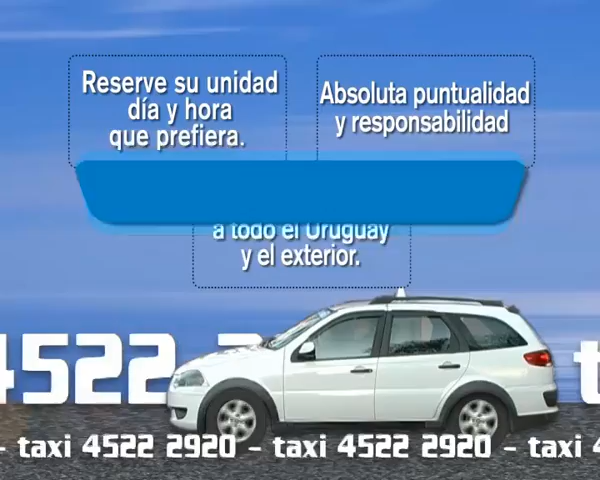 Reserve su unidad
día y hora
que prefiera.
Absoluta puntualidad
y responsabilidad
a todo el Uruguay
y el exterior.
4522
- taxi 4522 2920 - taxi 4522 2920 - taxi